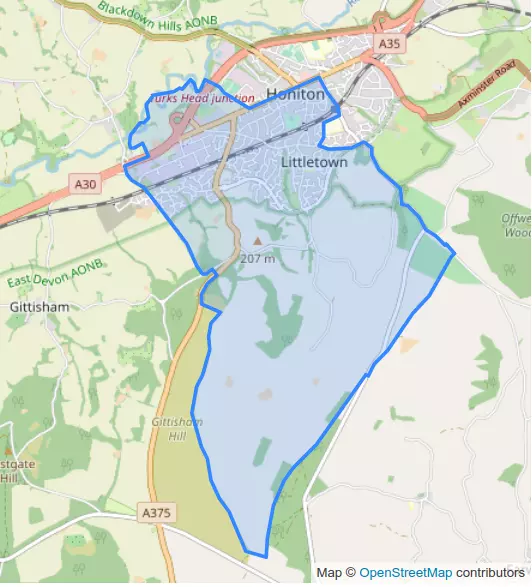 Blackdown Hills AONB
A35
Turks Head junction
Honiton
Axminster Road
Littletown
A30
Offwe
Wood
207 m
East Devon AONB
Gittisham
Gittisham
Hill
stgate
Hill
A375
Map © OpenStreetMap contributors